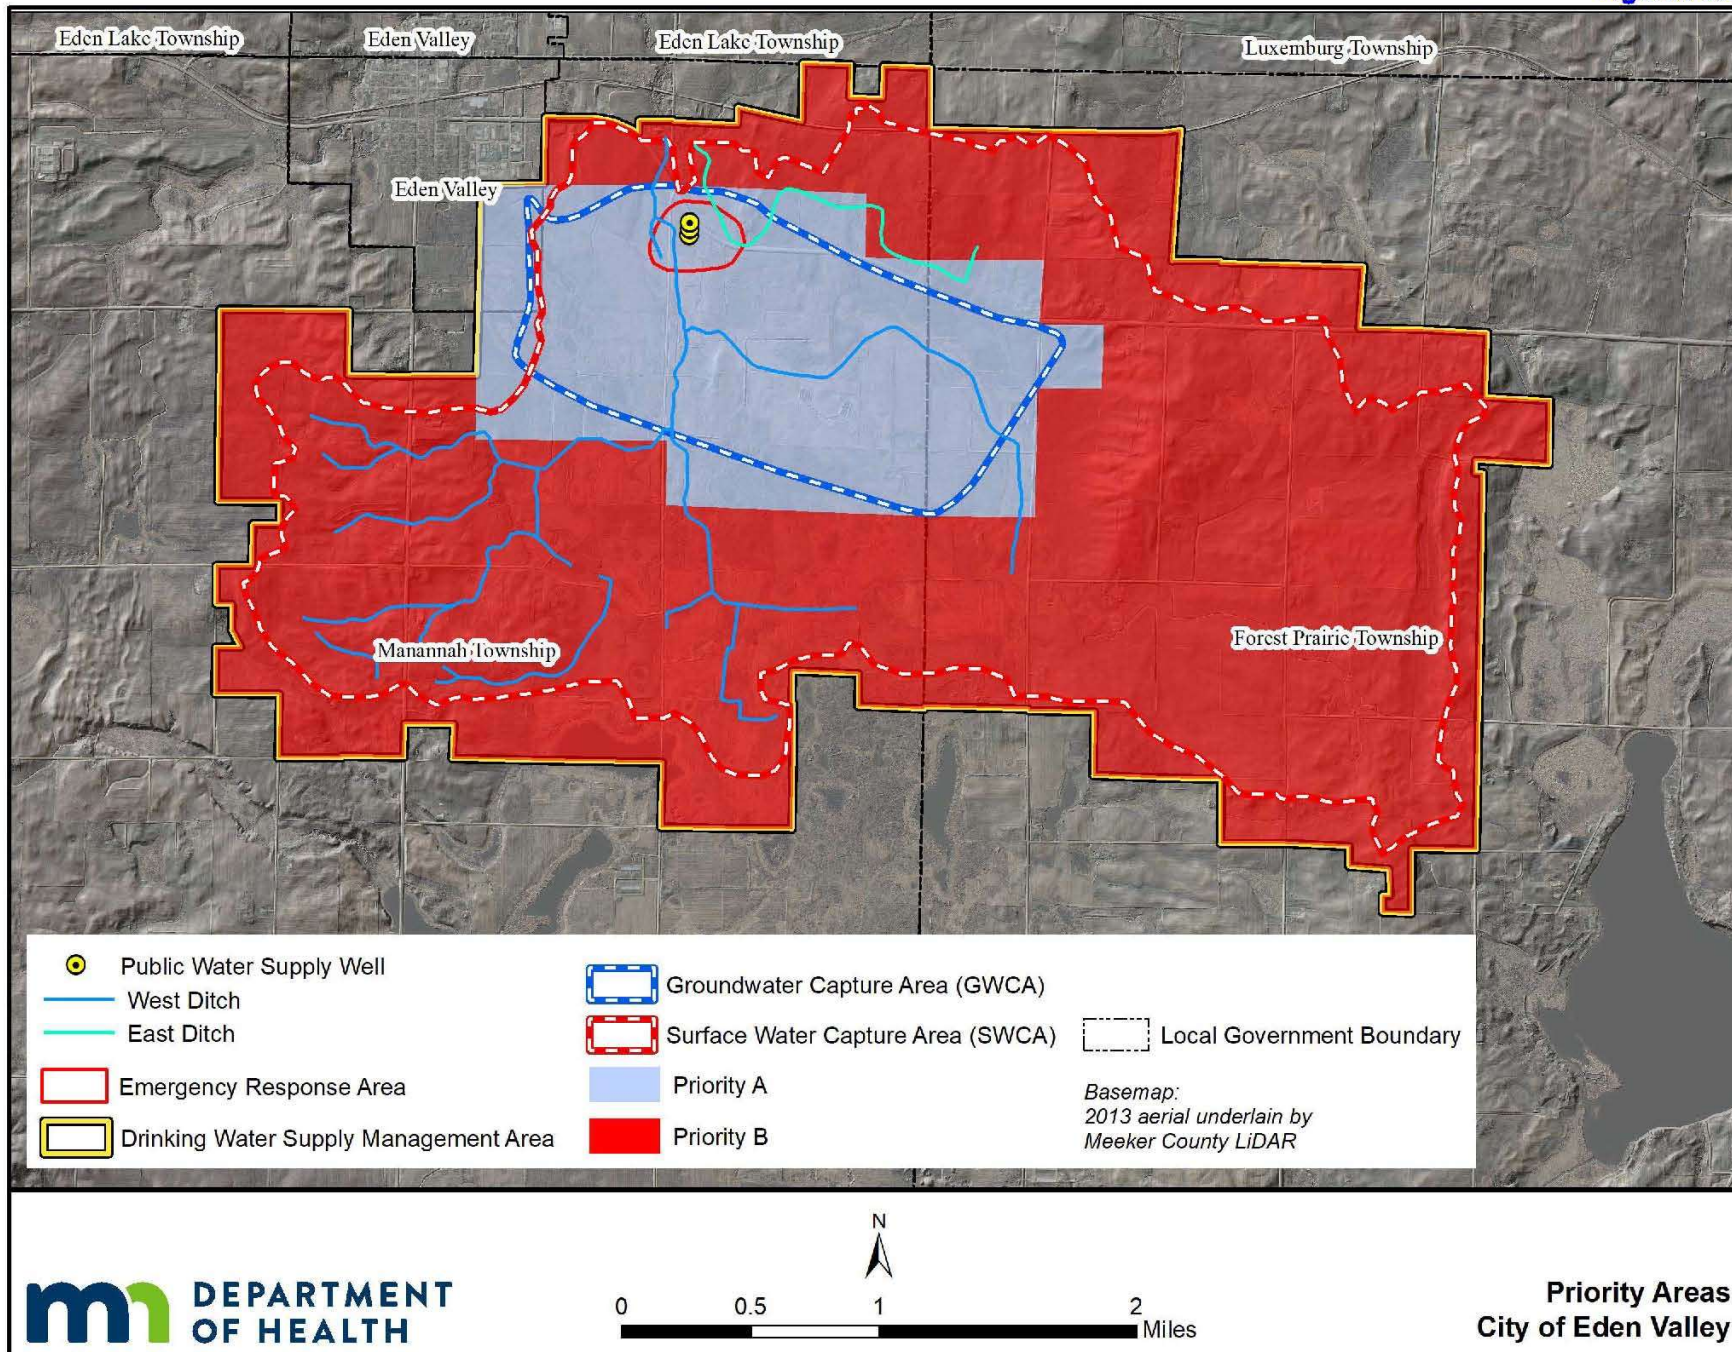 Eden Lake Township
Eden Valley
Eden Lake Township
Luxemburg Township
Eden Valley
Manannah Township
Forest Prairie Township
Public Water Supply Well
West Ditch
East Ditch
Emergency Response Area
Drinking Water Supply Management Area
Groundwater Capture Area (GWCA)
Surface Water Capture Area (SWCA)
Priority A
Priority B
Local Government Boundary
Basemap:
2013 aerial underlain by
Meeker County LiDAR
mn DEPARTMENT
OF HEALTH
N
0 0.5 1 2
Miles
Priority Areas
City of Eden Valley